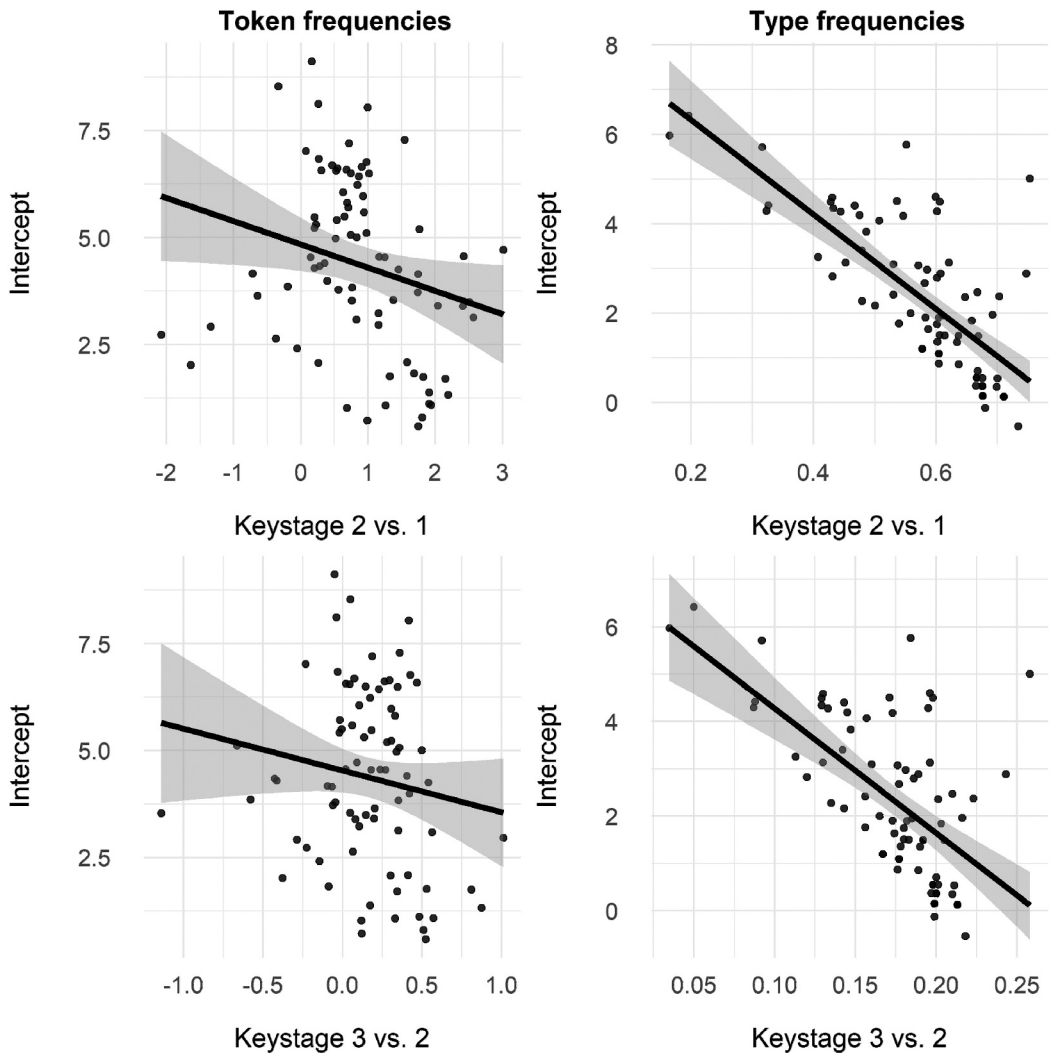 Token frequencies
Type frequencies
Intercept
7.5
5.0
2.5
-2 -1 0 1 2 3
Keystage 2 vs. 1
Intercept
8
6
4
2
0
0.2 0.4 0.6
Keystage 2 vs. 1
Intercept
7.5
5.0
2.5
-1.0 -0.5 0.0 0.5 1.0
Keystage 3 vs. 2
Intercept
6
4
2
0
0.05 0.10 0.15 0.20 0.25
Keystage 3 vs. 2